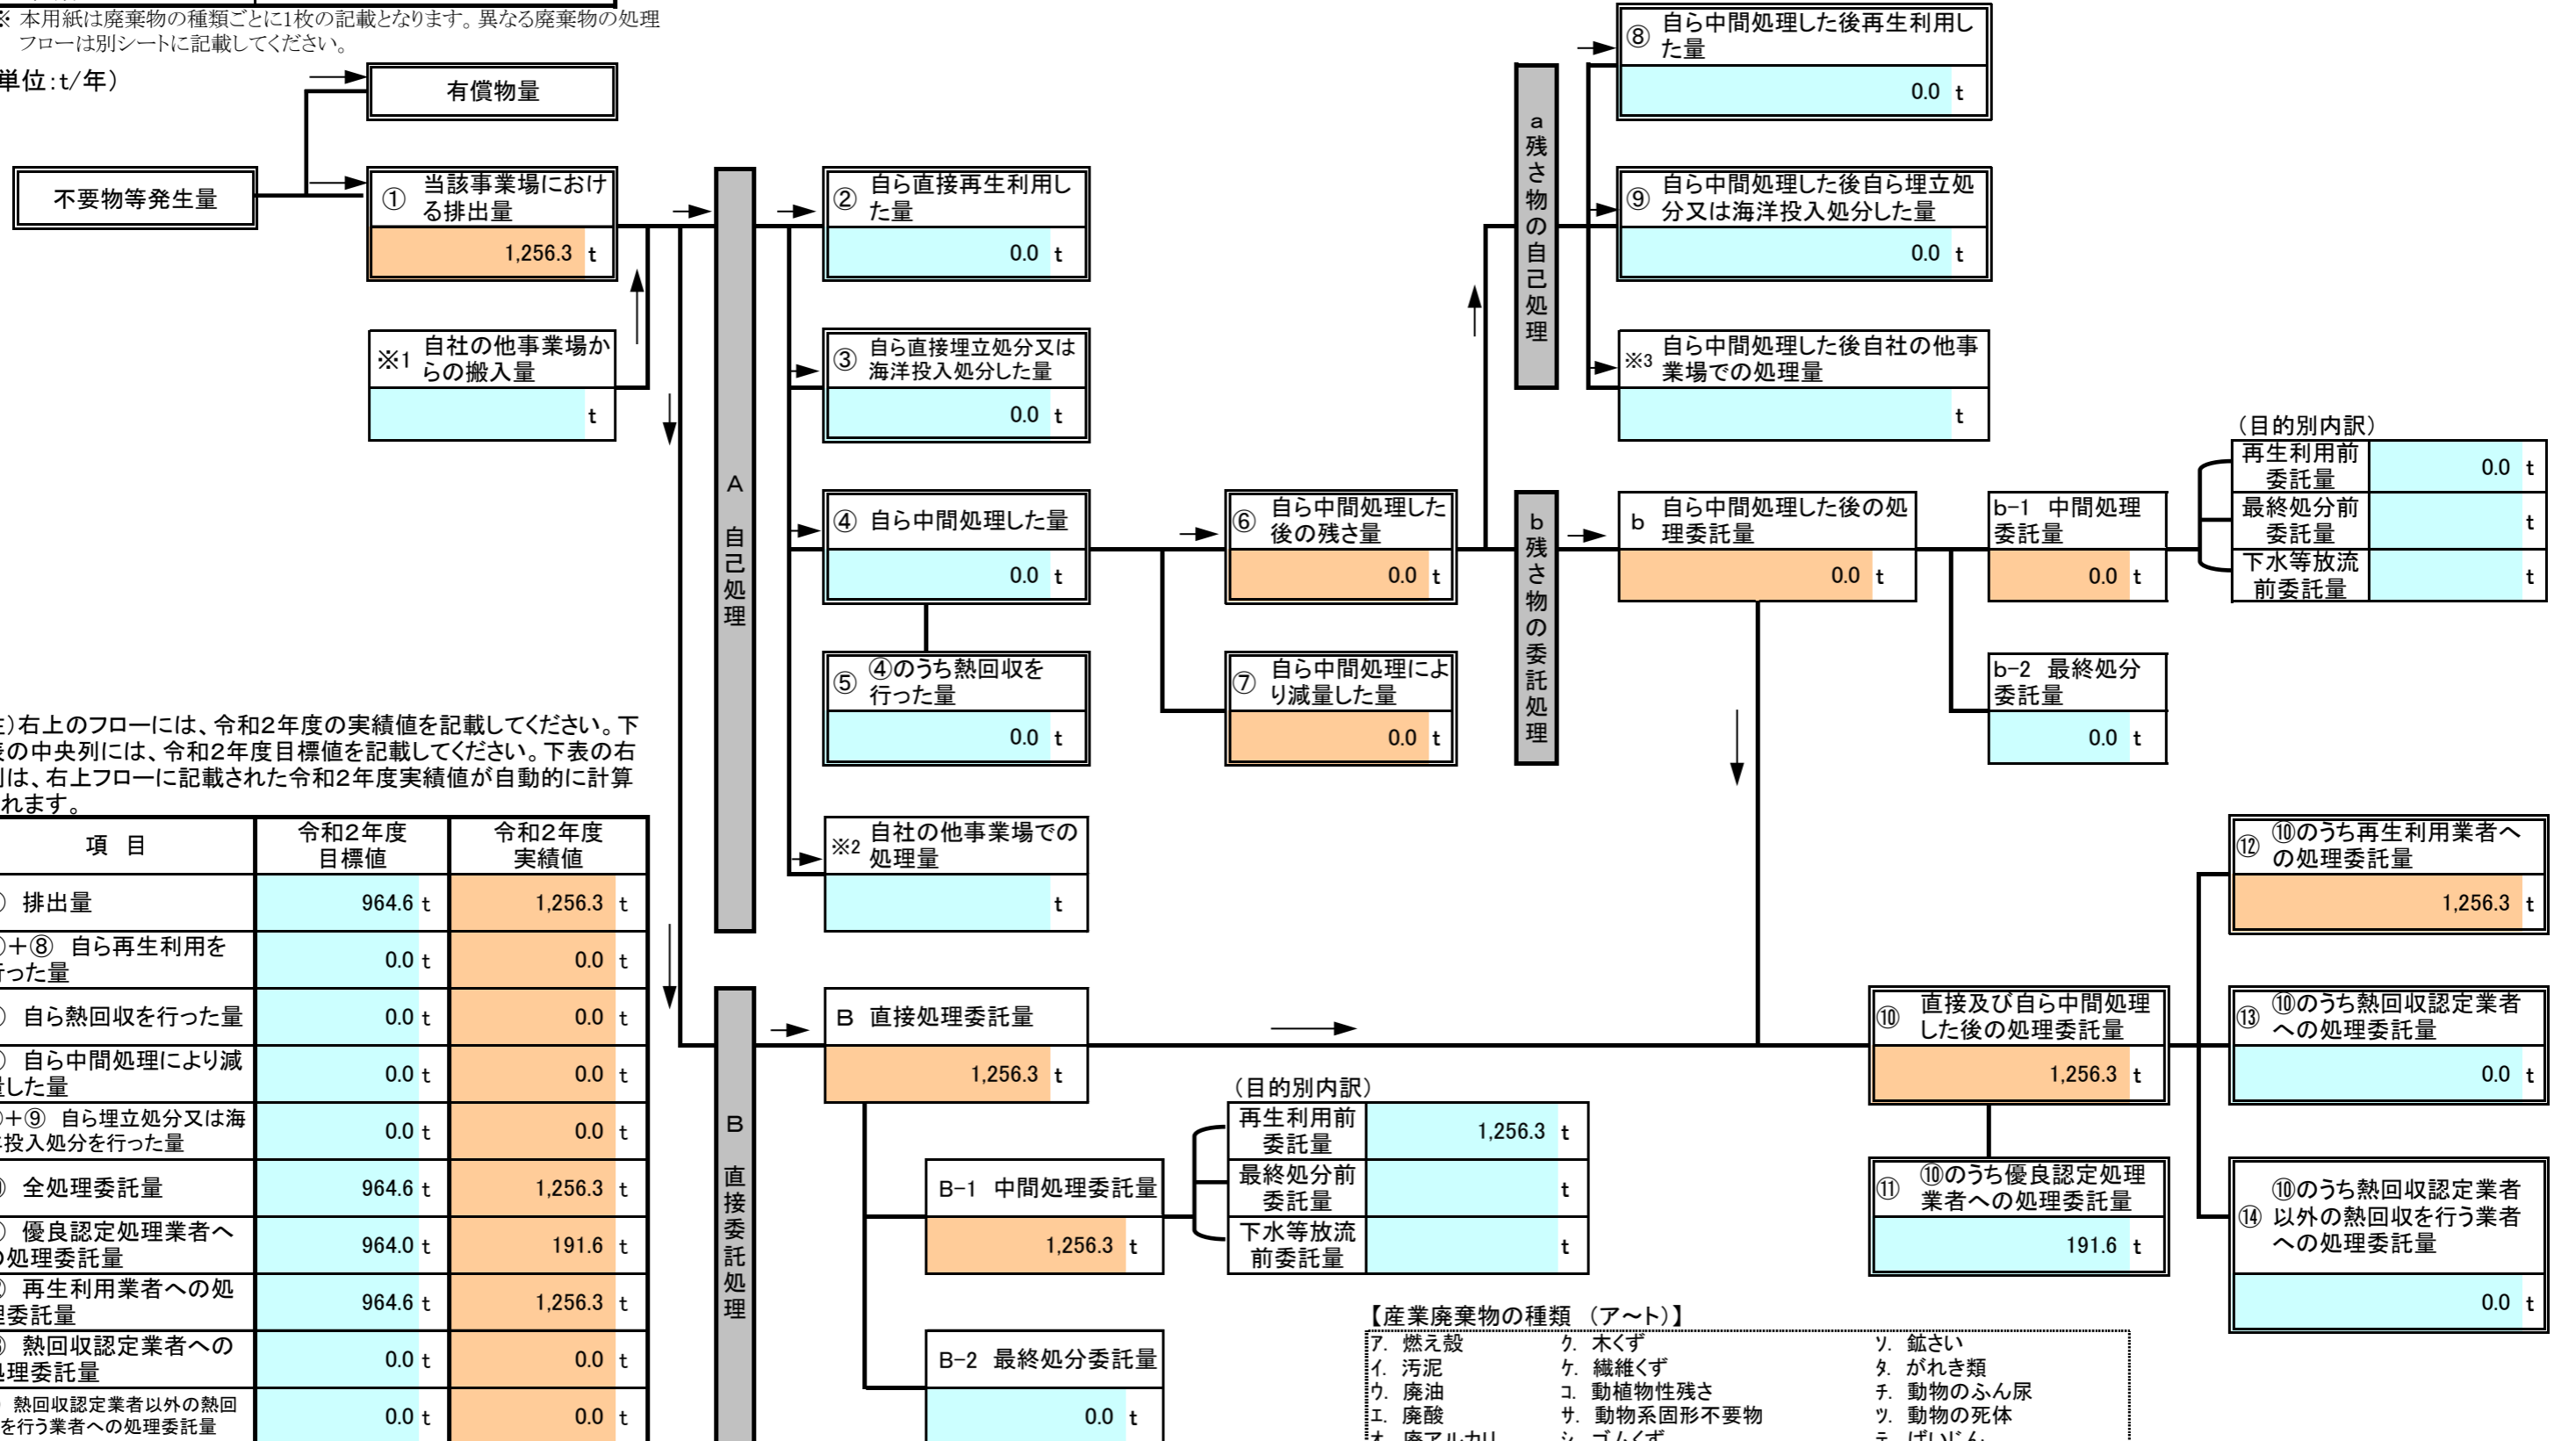 ※ 本用紙は廃棄物の種類ごとに1枚の記載となります。異なる廃棄物の処理
フローは別シートに記載してください。
単位:t/年)
有償物量
不要物等発生量
① 当該事業場におけ
る排出量
1,256.3 t
※1 自社の他事業場か
らの搬入量
t
A 自己処理
② 自ら直接再生利用し
た量
0.0 t
③ 自ら直接埋立処分又は
海洋投入処分した量
0.0 t
④ 自ら中間処理した量
0.0 t
⑤ ④のうち熱回収を
行った量
0.0 t
※2 自社の他事業場での
処理量
t
⑥ 自ら中間処理した
後の残さ量
0.0 t
⑦ 自ら中間処理によ
り減量した量
0.0 t
a残さ物の自己処理
⑧ 自ら中間処理した後再生利用し
た量
0.0 t
⑨ 自ら中間処理した後自ら埋立処
分又は海洋投入処分した量
0.0 t
※3 自ら中間処理した後自社の他事
業場での処理量
t
b残さ物の委託処理
b 自ら中間処理した後の処
理委託量
0.0 t
b-1 中間処理
委託量
0.0 t
b-2 最終処分
委託量
0.0 t
(目的別内訳)
再生利用前
委託量
0.0 t
最終処分前
委託量
t
下水等放流
前委託量
t
)右上のフローには、令和2年度の実績値を記載してください。下
表の中央列には、令和2年度目標値を記載してください。下表の右
は、右上フローに記載された令和2年度実績値が自動的に計算
れます。
項 目
令和2年度
目標値
令和2年度
実績値
排出量 964.6 t 1,256.3 t
+⑧ 自ら再生利用を
行った量
0.0 t 0.0 t
自ら熱回収を行った量 0.0 t 0.0 t
自ら中間処理により減
量した量
0.0 t 0.0 t
+⑨ 自ら埋立処分又は海
洋投入処分を行った量
0.0 t 0.0 t
全処理委託量 964.6 t 1,256.3 t
優良認定処理業者へ
の処理委託量
964.0 t 191.6 t
再生利用業者への処
理委託量
964.6 t 1,256.3 t
熱回収認定業者への
処理委託量
0.0 t 0.0 t
熱回収認定業者以外の熱回
を行う業者への処理委託量
0.0 t 0.0 t
B 直接委託処理
B 直接処理委託量
1,256.3 t
B-1 中間処理委託量
1,256.3 t
B-2 最終処分委託量
0.0 t
(目的別内訳)
再生利用前
委託量
1,256.3 t
最終処分前
委託量
t
下水等放流
前委託量
t
⑩ 直接及び自ら中間処理
した後の処理委託量
1,256.3 t
⑪ ⑩のうち優良認定処理
業者への処理委託量
191.6 t
⑫ ⑩のうち再生利用業者へ
の処理委託量
1,256.3 t
⑬ ⑩のうち熱回収認定業者
への処理委託量
0.0 t
⑭ ⑩のうち熱回収認定業者
以外の熱回収を行う業者
への処理委託量
0.0 t
【産業廃棄物の種類 (ア~ト)】
ア. 燃え殻 ク. 木くず ソ. 鉱さい
イ. 汚泥 ケ. 繊維くず タ. がれき類
ウ. 廃油 コ. 動植物性残さ チ. 動物のふん尿
エ. 廃酸 サ. 動物系固形不要物 ツ. 動物の死体
オ. 廃アルカリ シ. ゴムくず テ. ばいじん